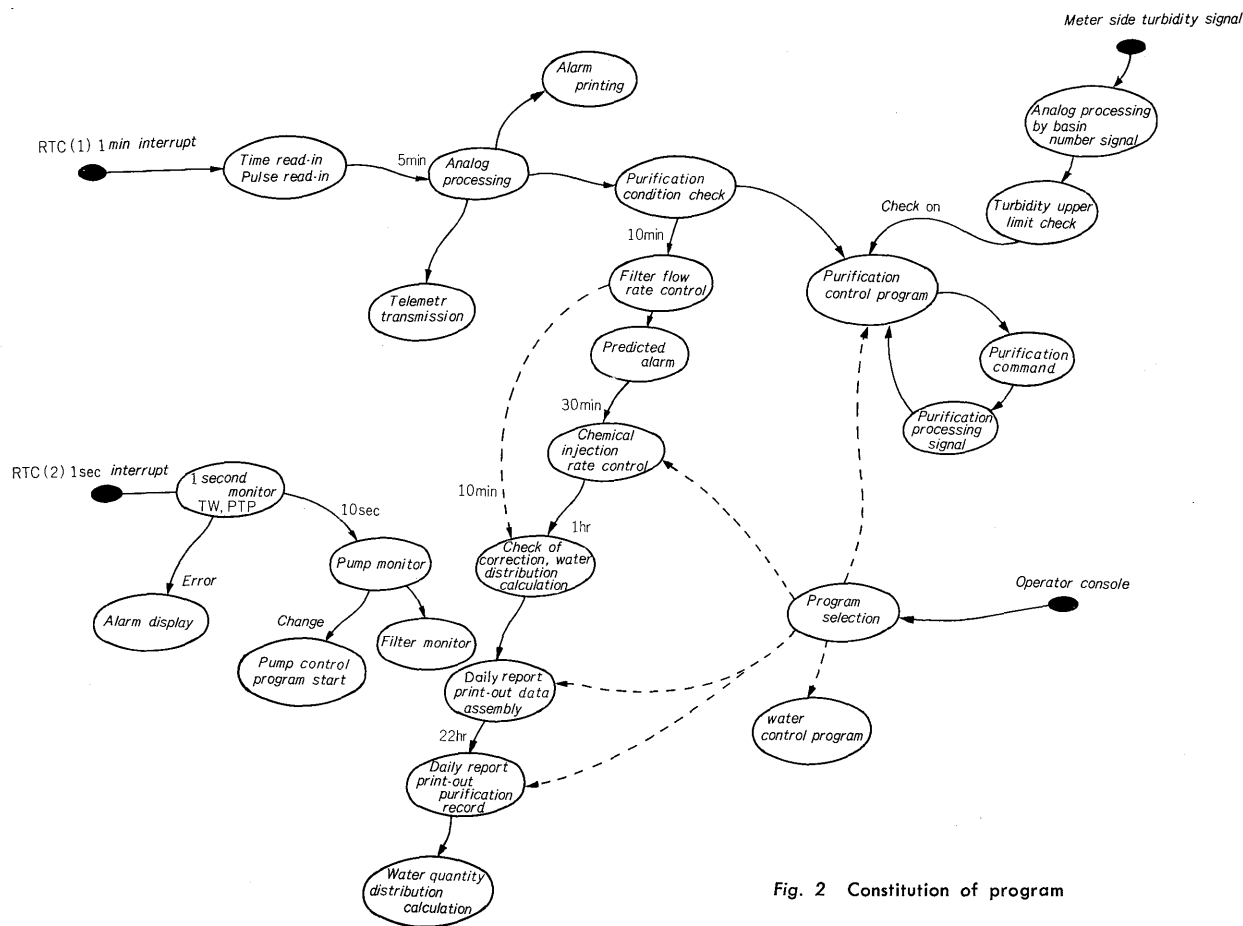 Meter side turbidity signal
Alarm
printing
Analog processing
by basin
number signal
RTC(1) 1min interrupt
Time read-in
Pulse read-in
5min
Analog
processing
Purification
condition check
Check on
Turbidity upper
limit check
10min
Telemetr
transmission
Filter flow
rate control
Purification
control program
Predicted
alarm
Purification
command
30min
Chemical
injection
rate control
Purification
processing
signal
RTC(2) 1sec interrupt
1 second
monitor
TW, PTP
10sec
10min
1hr
Pump monitor
Check of
correction, water
distribution
calculation
Error
Alarm display
Change
Filter monitor
Pump control
program start
Program
selection
Operator console
Daily report
print-out data
assembly
22hr
water
control program
Daily report
print-out
purification
record
Water quantity
distribution
calculation
Fig. 2 Constitution of program